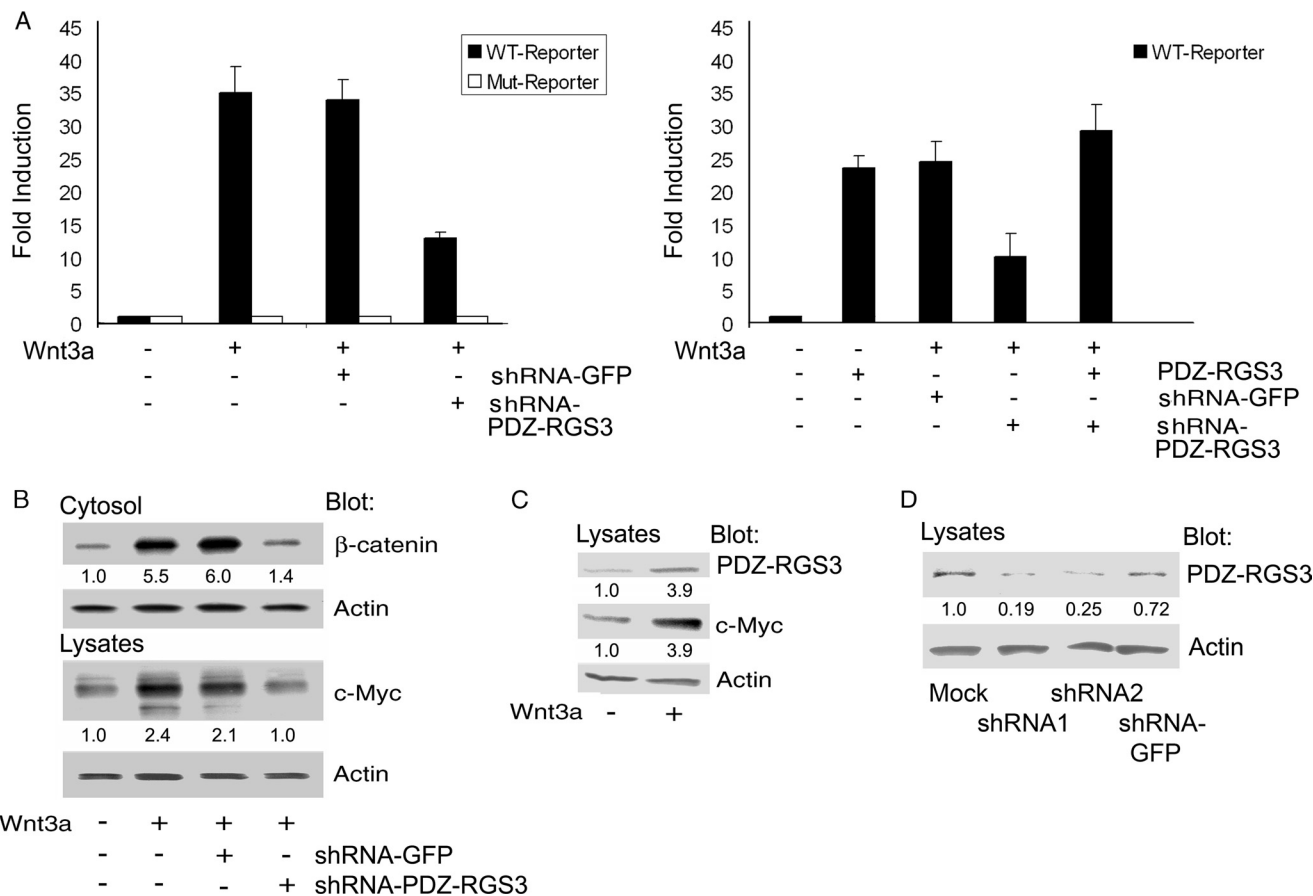 A
45
40
35
30
25
20
15
10
5
0
Fold Induction
WT-Reporter
Mut-Reporter
Wnt3a - + + +
- - + - shRNA-GFP
- - - + shRNA-
PDZ-RGS3
45
40
35
30
25
20
15
10
5
0
Fold Induction
WT-Reporter
Wnt3a - - + + +
- + - - + PDZ-RGS3
- - + - - shRNA-GFP
- - - + + shRNA-
PDZ-RGS3
B
Cytosol Blot:
β-catenin
1.0 5.5 6.0 1.4
Actin
Lysates
c-Myc
1.0 2.4 2.1 1.0
Actin
Wnt3a - + + +
- - + - shRNA-GFP
- - - + shRNA-PDZ-RGS3
C
Lysates Blot:
PDZ-RGS3
1.0 3.9
c-Myc
1.0 3.9
Actin
Wnt3a - +
D
Lysates Blot:
PDZ-RGS3
1.0 0.19 0.25 0.72
Actin
Mock shRNA2
shRNA1 shRNA-
GFP